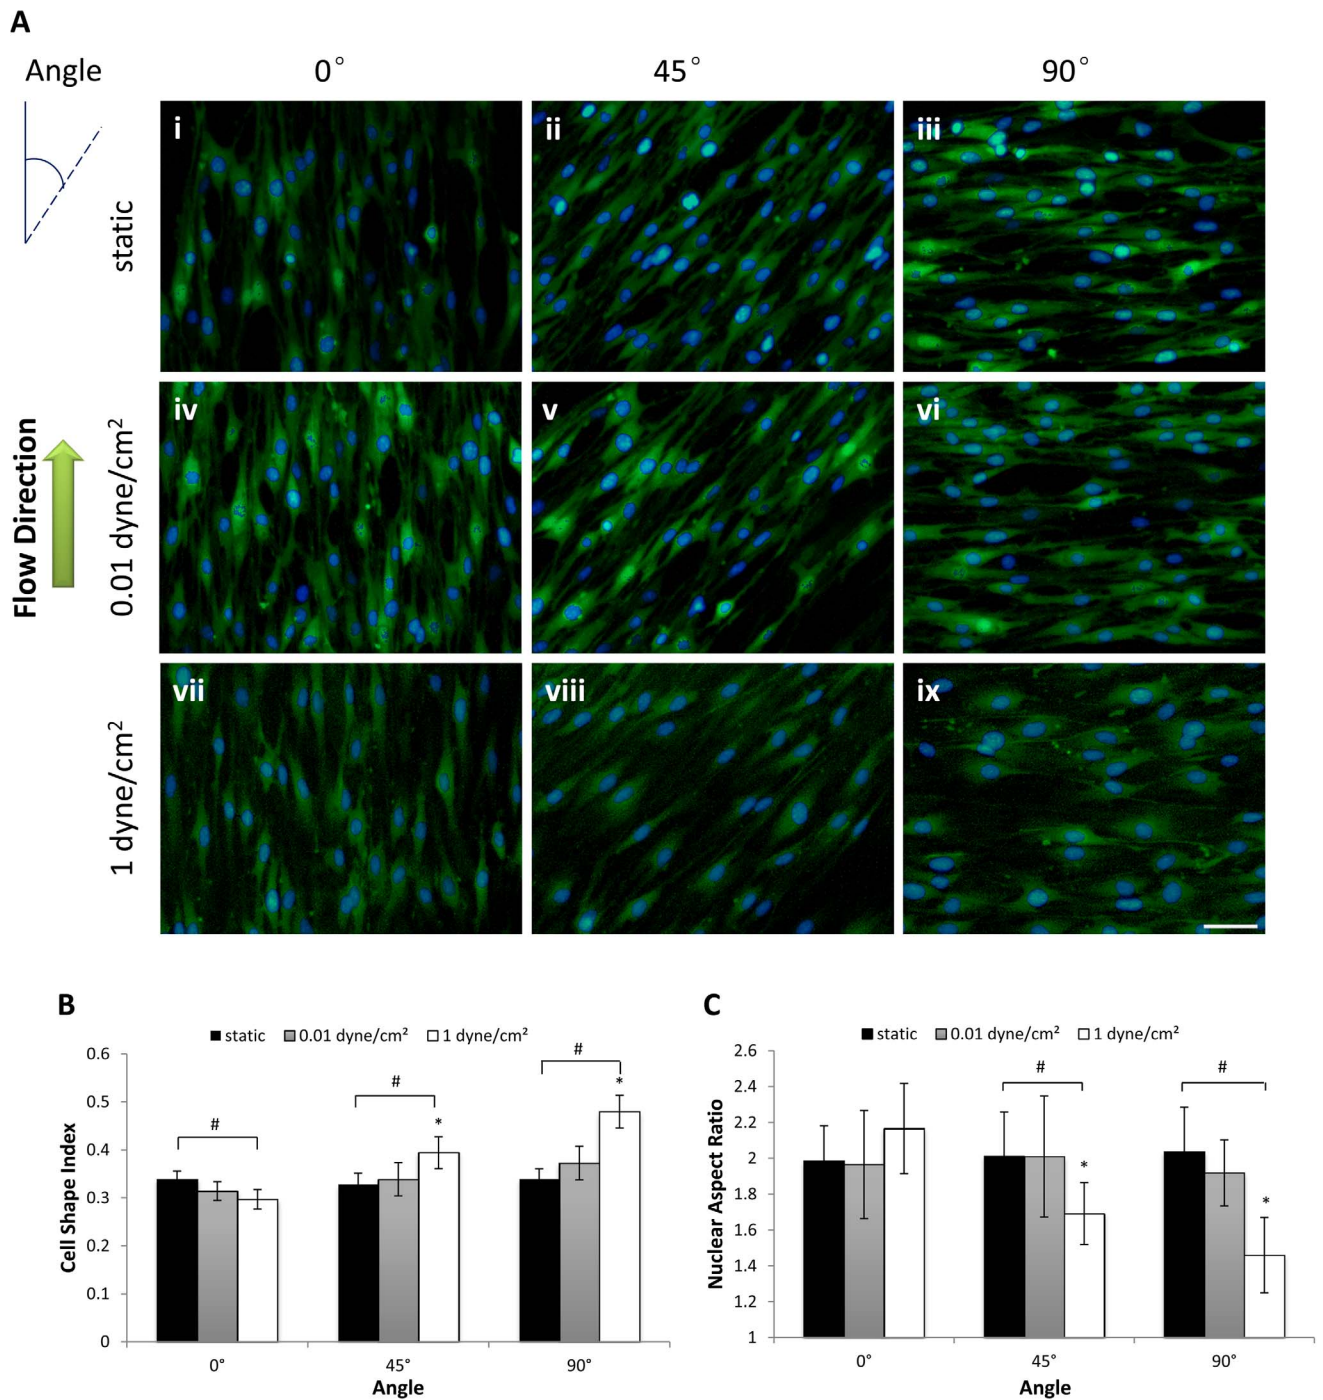 A
Angle 0° 45° 90°
static
i ii iii
Flow Direction
0.01 dyne/cm²
iv v vi
1 dyne/cm²
vii viii ix
B
static 0.01 dyne/cm² 1 dyne/cm²
Cell Shape Index
0.6
0.5
0.4
0.3
0.2
0.1
0
# # #
* *
0° 45° 90°
Angle
C
static 0.01 dyne/cm² 1 dyne/cm²
Nuclear Aspect Ratio
2.6
2.4
2.2
2
1.8
1.6
1.4
1.2
1
# #
* *
0° 45° 90°
Angle